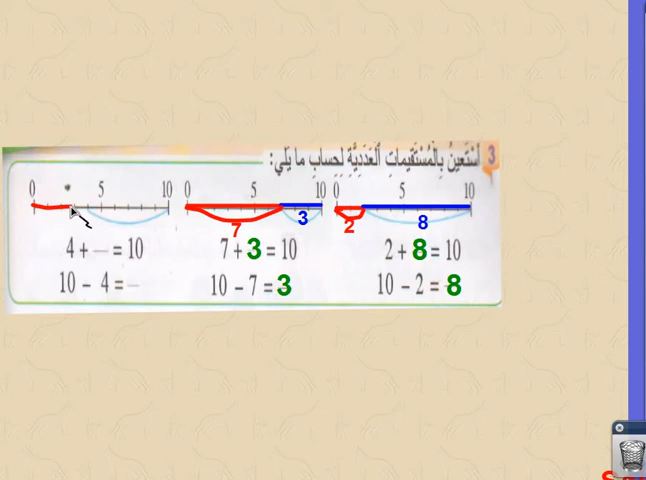 3 أَسْتَعِينُ بِالْمُسْتَقِيمَاتِ ٱلْعَدَدِيَّةِ لِحِسَابِ مَا يَلِي:
0 5 10 0 5 10 0 5 10
7 3 2 8
4 + — = 10 7 + 3 = 10 2 + 8 = 10
10 – 4 = – 10 – 7 = 3 10 – 2 = 8